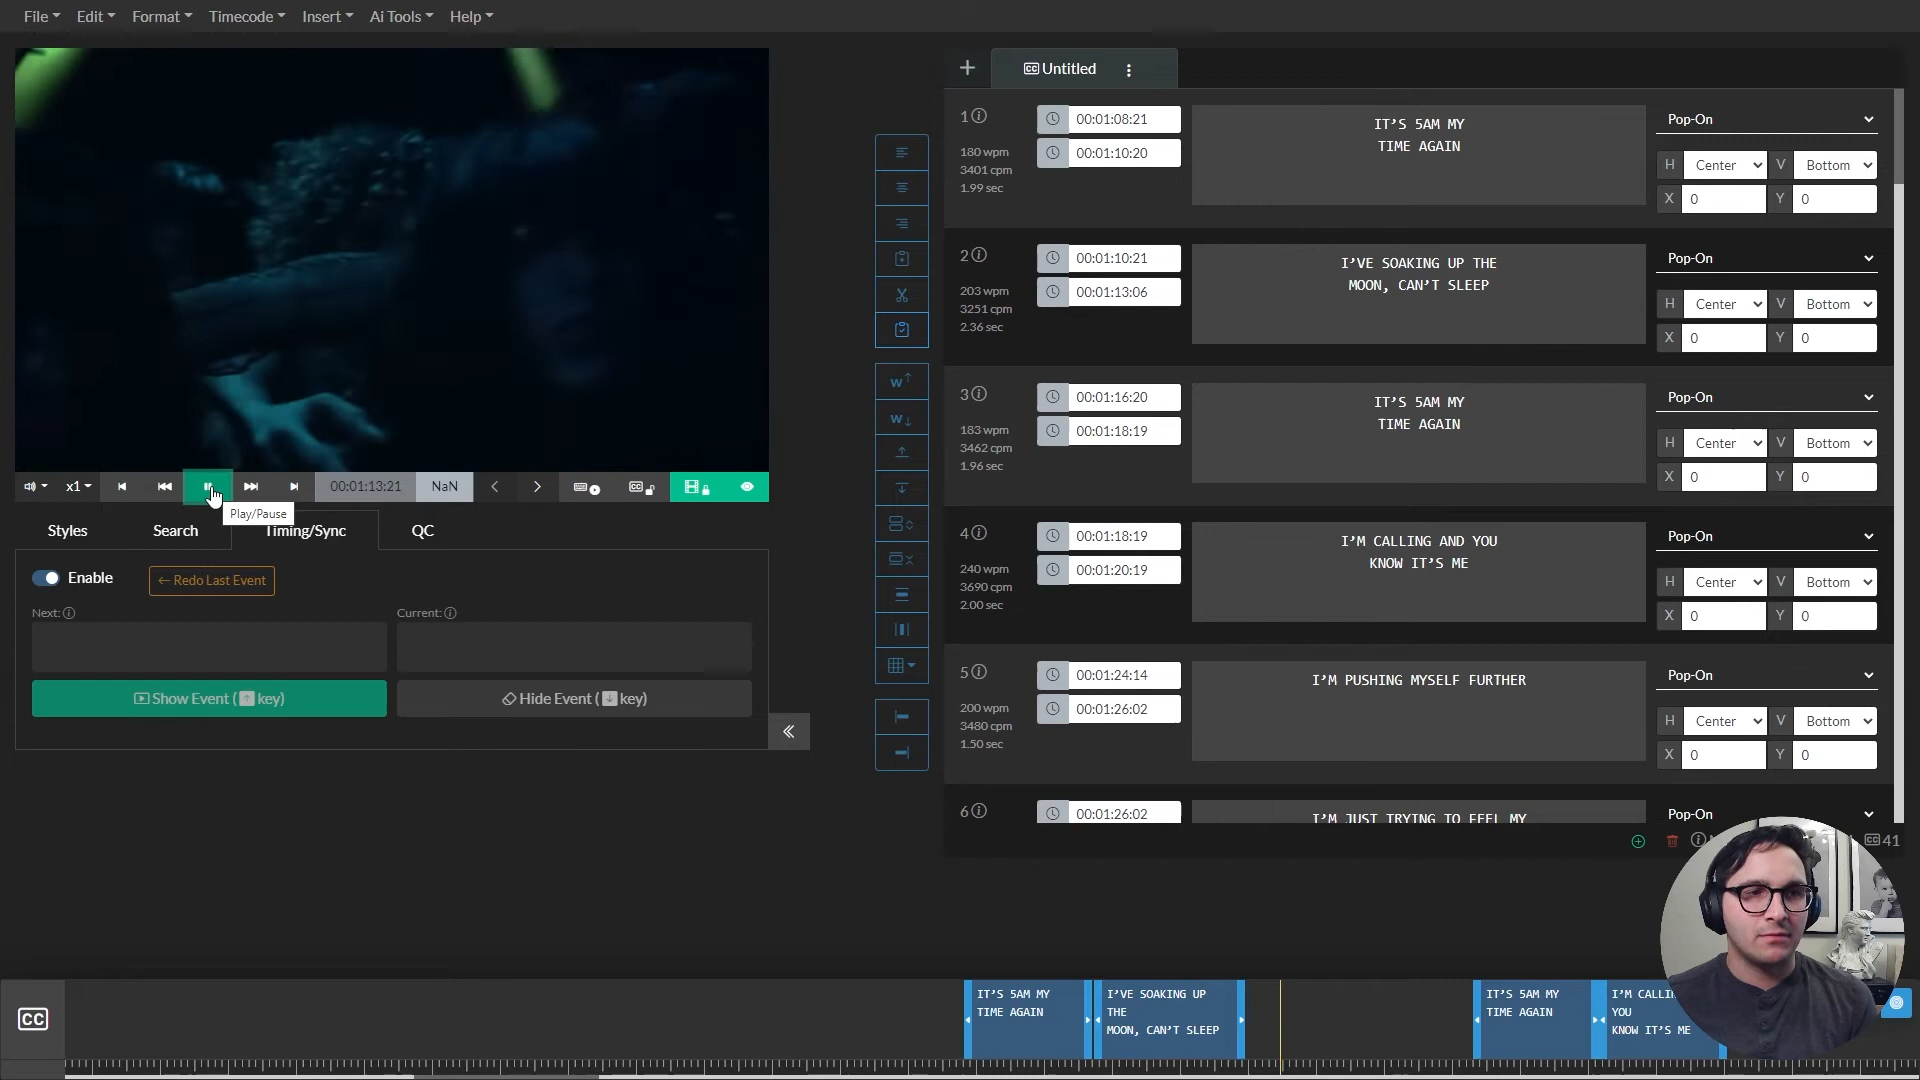 File Edit Format Timecode Insert Ai Tools Help
+ CC Untitled
1 00:01:08:21 IT’S 5AM MY Pop-On
180 wpm 00:01:10:20 TIME AGAIN H Center V Bottom
3401 cpm
1.99 sec X 0 Y 0
2 00:01:10:21 I’VE SOAKING UP THE Pop-On
203 wpm 00:01:13:06 MOON, CAN’T SLEEP H Center V Bottom
3251 cpm
2.36 sec X 0 Y 0
3 00:01:16:20 IT’S 5AM MY Pop-On
183 wpm 00:01:18:19 TIME AGAIN H Center V Bottom
3462 cpm
1.96 sec X 0 Y 0
4 00:01:18:19 I’M CALLING AND YOU Pop-On
240 wpm 00:01:20:19 KNOW IT’S ME H Center V Bottom
3690 cpm
2.00 sec X 0 Y 0
5 00:01:24:14 I’M PUSHING MYSELF FURTHER Pop-On
200 wpm 00:01:26:02 H Center V Bottom
3480 cpm
1.50 sec X 0 Y 0
6 00:01:26:02 I’M JUST TRYING TO FEEL MY Pop-On
CC 41
W
W
x1 00:01:13:21 NaN CC
Play/Pause
Styles Search Timing/Sync QC
Enable ← Redo Last Event
Next: Current:
Show Event ( key) Hide Event ( key)
CC
IT’S 5AM MY
TIME AGAIN
I’VE SOAKING UP
THE
MOON, CAN’T SLEEP
IT’S 5AM MY
TIME AGAIN
I’M
YOU
KNOW IT’S ME